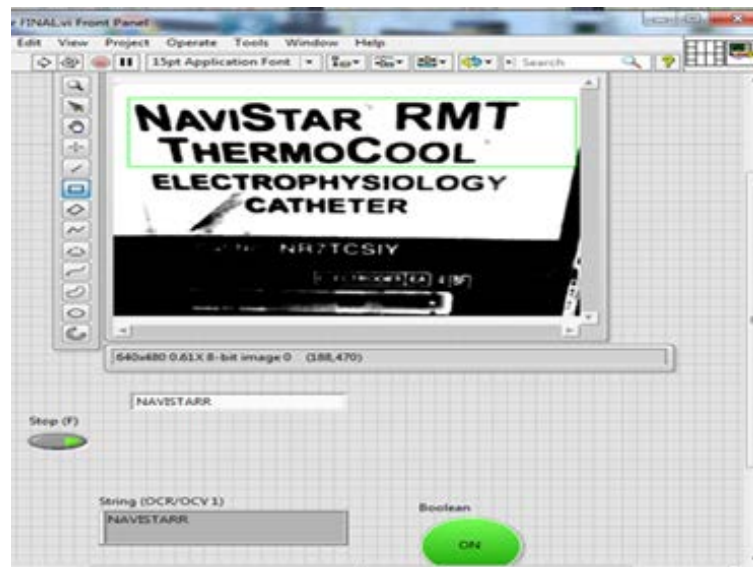 FINAL.vi Front Panel
Edit View Project Operate Tools Window Help
15pt Application Font Search
NAVISTAR RMT
THERMOCOOL
ELECTROPHYSIOLOGY
CATHETER
NR7TCSIY
640x480 0.61X 8-bit image 0 (188,470)
NAVISTARR
Stop (F)
String (OCR/OCV 1)
NAVISTARR
Boolean
ON